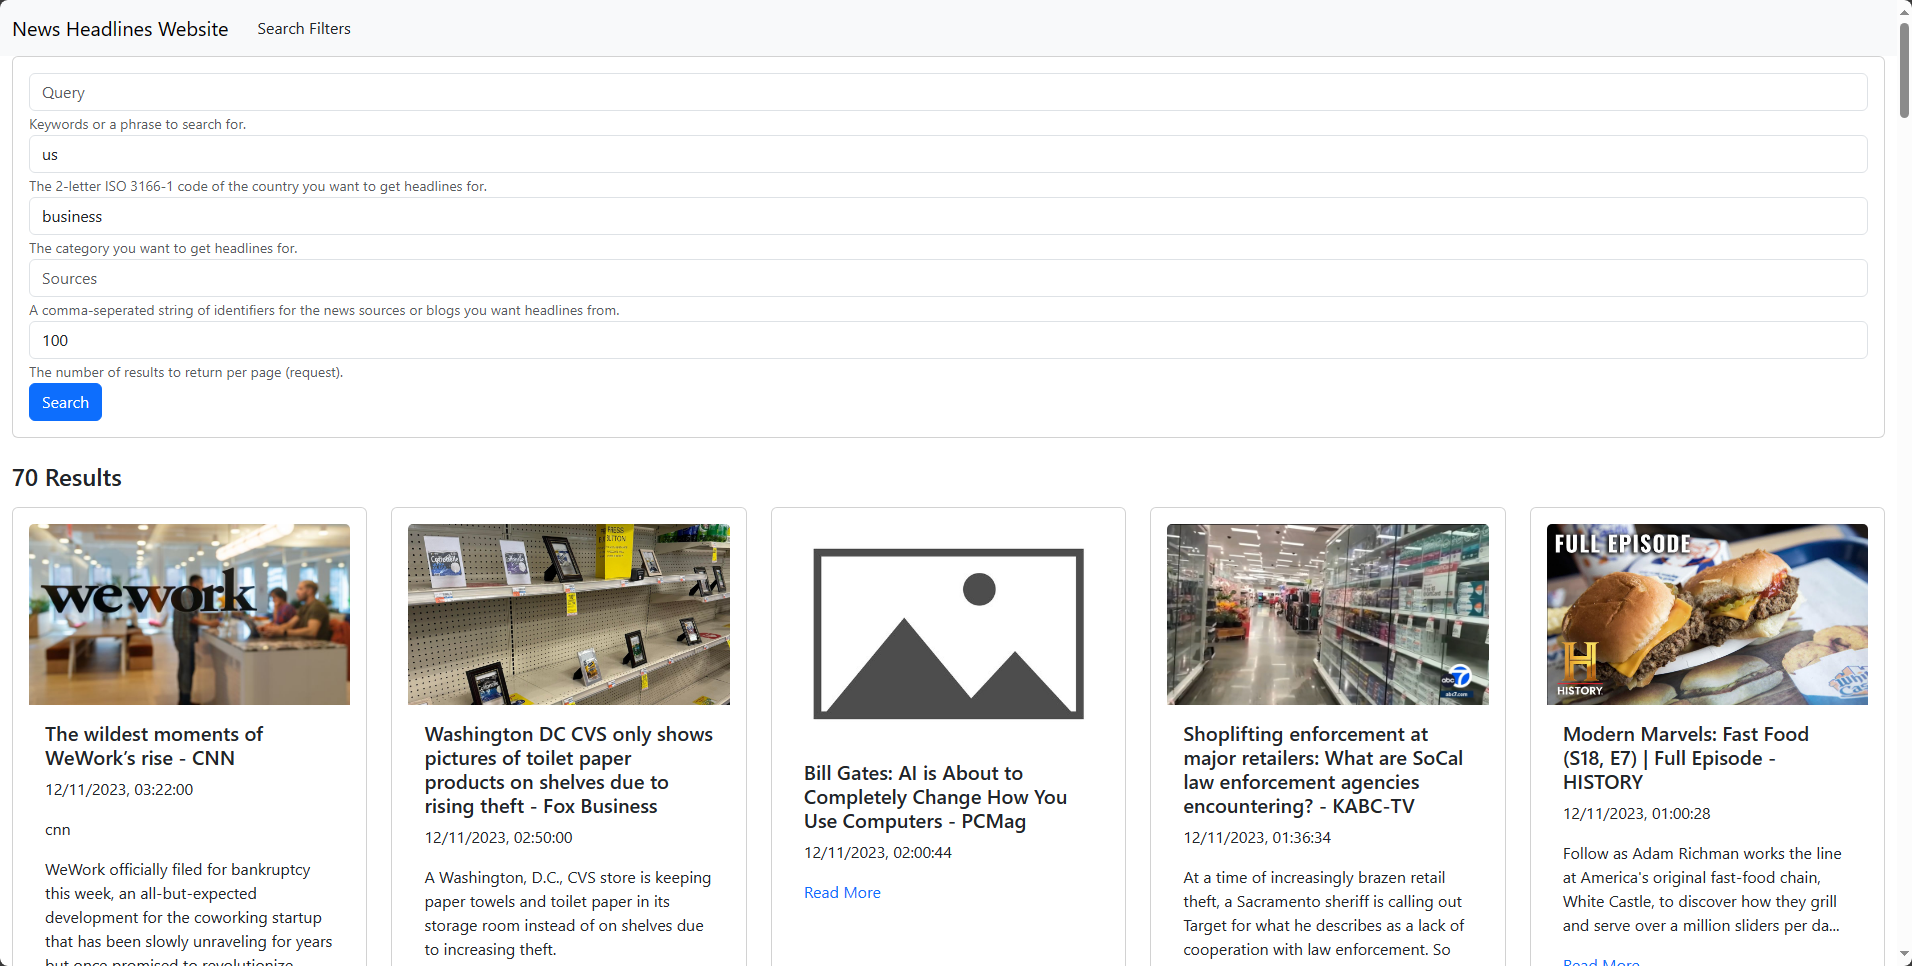 News Headlines Website
Search Filters
Query
Keywords or a phrase to search for.
us
The 2-letter ISO 3166-1 code of the country you want to get headlines for.
business
The category you want to get headlines for.
Sources
A comma-seperated string of identifiers for the news sources or blogs you want headlines from.
100
The number of results to return per page (request).
Search
70 Results
wework
The wildest moments of
WeWork's rise - CNN
12/11/2023, 03:22:00
cnn
WeWork officially filed for bankruptcy
this week, an all-but-expected
development for the coworking startup
that has been slowly unraveling for years
but once promised to revolutionize
Washington DC CVS only shows
pictures of toilet paper
products on shelves due to
rising theft - Fox Business
12/11/2023, 02:50:00
A Washington, D.C., CVS store is keeping
paper towels and toilet paper in its
storage room instead of on shelves due
to increasing theft.
Bill Gates: AI is About to
Completely Change How You
Use Computers - PCMag
12/11/2023, 02:00:44
Read More
abc 7
abc7.com
Shoplifting enforcement at
major retailers: What are SoCal
law enforcement agencies
encountering? - KABC-TV
12/11/2023, 01:36:34
At a time of increasingly brazen retail
theft, a Sacramento sheriff is calling out
Target for what he describes as a lack of
cooperation with law enforcement. So
FULL EPISODE
H
HISTORY
Modern Marvels: Fast Food
(S18, E7) | Full Episode -
HISTORY
12/11/2023, 01:00:28
Follow as Adam Richman works the line
at America's original fast-food chain,
White Castle, to discover how they grill
and serve over a million sliders per da...
Read More